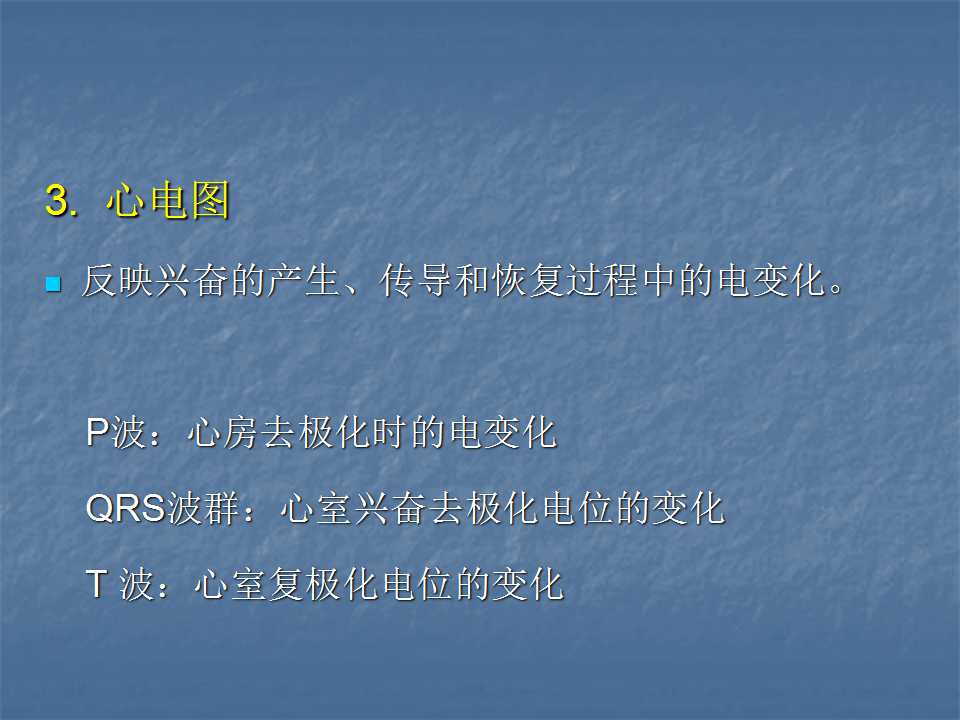 3. 心电图
反映兴奋的产生、传导和恢复过程中的电变化。
P波：心房去极化时的电变化
QRS波群：心室兴奋去极化电位的变化
T 波：心室复极化电位的变化